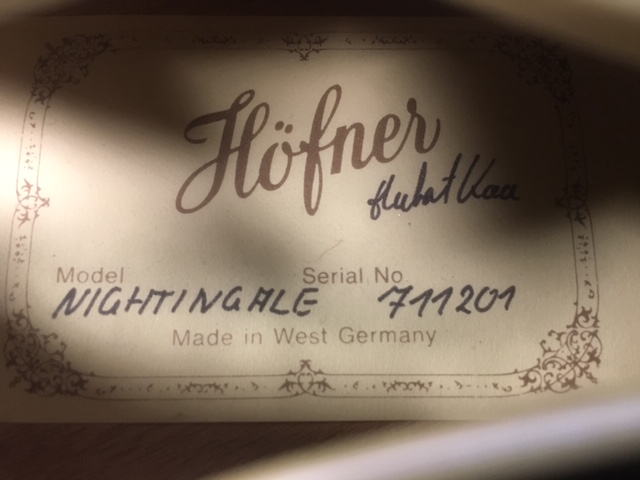 Höfner
Model Serial No
NIGHTINGALE 711201
Made in West Germany